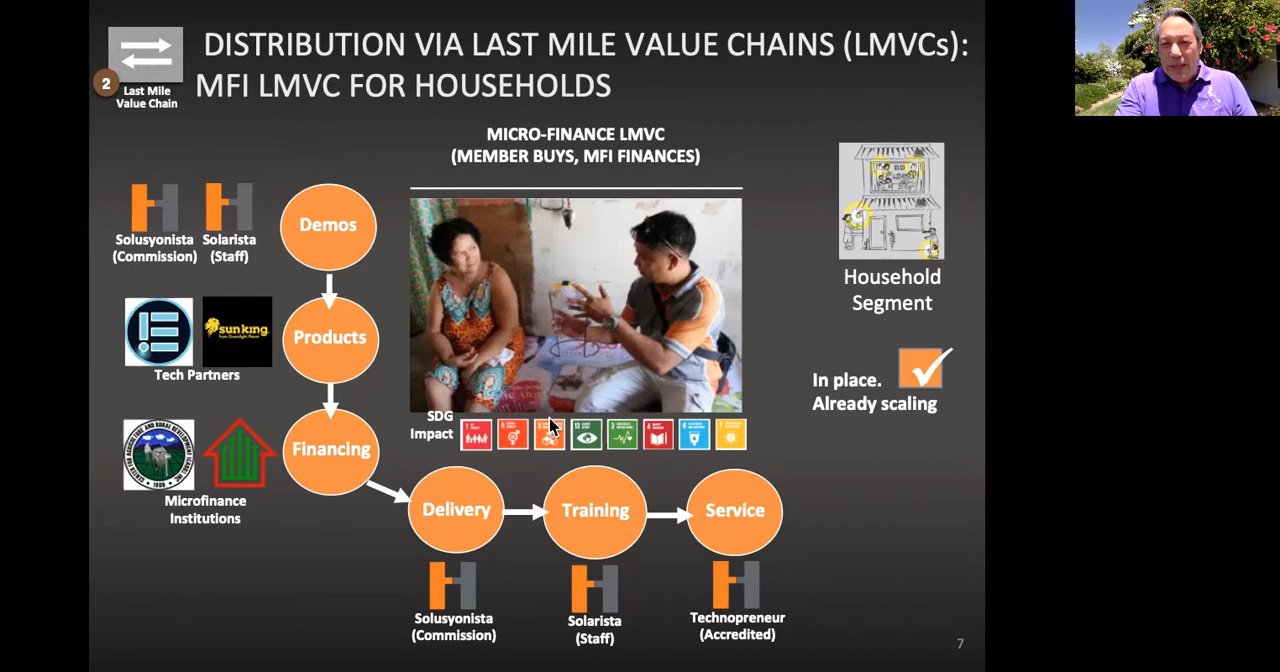 DISTRIBUTION VIA LAST MILE VALUE CHAINS (LMVCs):
MFI LMVC FOR HOUSEHOLDS
2
Last Mile
Value Chain
MICRO-FINANCE LMVC
(MEMBER BUYS, MFI FINANCES)
Solusyonista
(Commission)
Solarista
(Staff)
Demos
Household
Segment
sun king
Tech Partners
Products
In place.
Already scaling
SDG
Impact
Microfinance
Institutions
Financing
Delivery
Training
Service
Solusyonista
(Commission)
Solarista
(Staff)
Technopreneur
(Accredited)
7